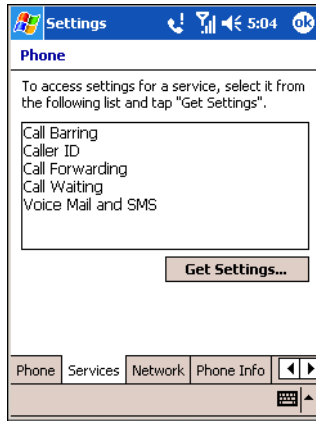 Settings 5:04 ok
Phone
To access settings for a service, select it from
the following list and tap "Get Settings".
Call Barring
Caller ID
Call Forwarding
Call Waiting
Voice Mail and SMS
Get Settings...
Phone Services Network Phone Info